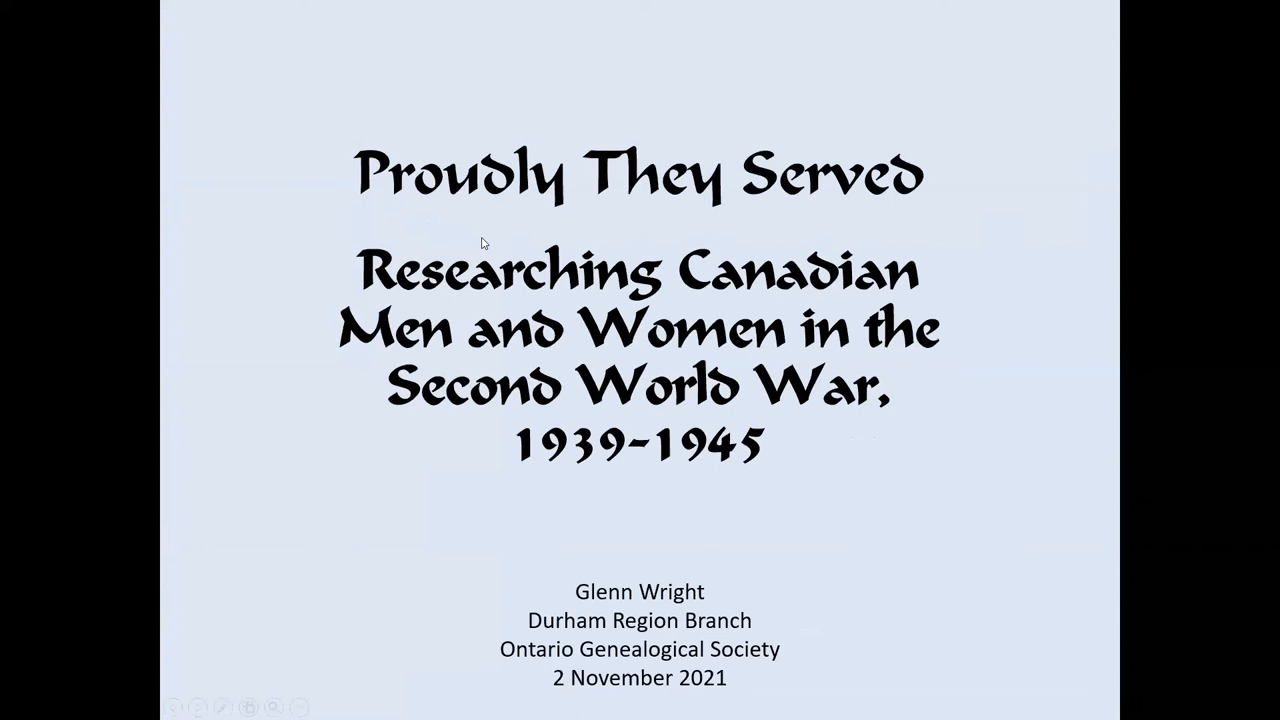 Proudly They Served
Researching Canadian
Men and Women in the
Second World War,
1939-1945
Glenn Wright
Durham Region Branch
Ontario Genealogical Society
2 November 2021